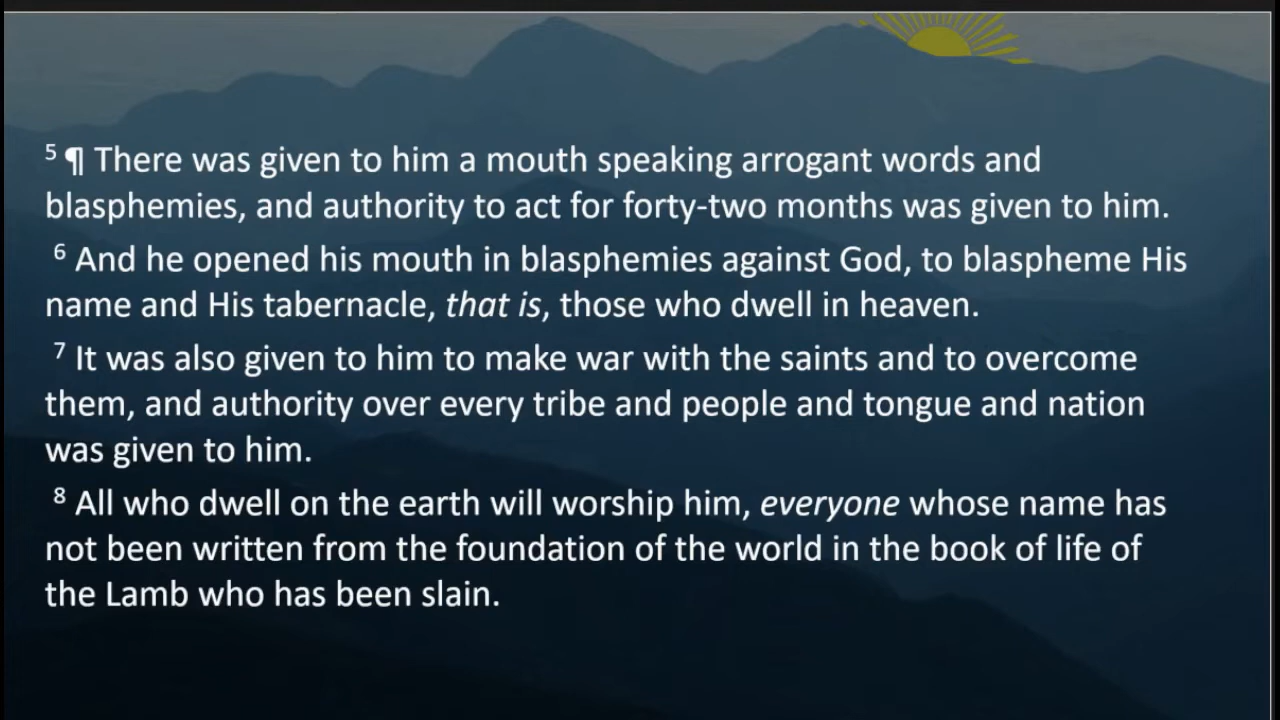 5 ¶ There was given to him a mouth speaking arrogant words and
blasphemies, and authority to act for forty-two months was given to him.
6 And he opened his mouth in blasphemies against God, to blaspheme His
name and His tabernacle, that is, those who dwell in heaven.
7 It was also given to him to make war with the saints and to overcome
them, and authority over every tribe and people and tongue and nation
was given to him.
8 All who dwell on the earth will worship him, everyone whose name has
not been written from the foundation of the world in the book of life of
the Lamb who has been slain.